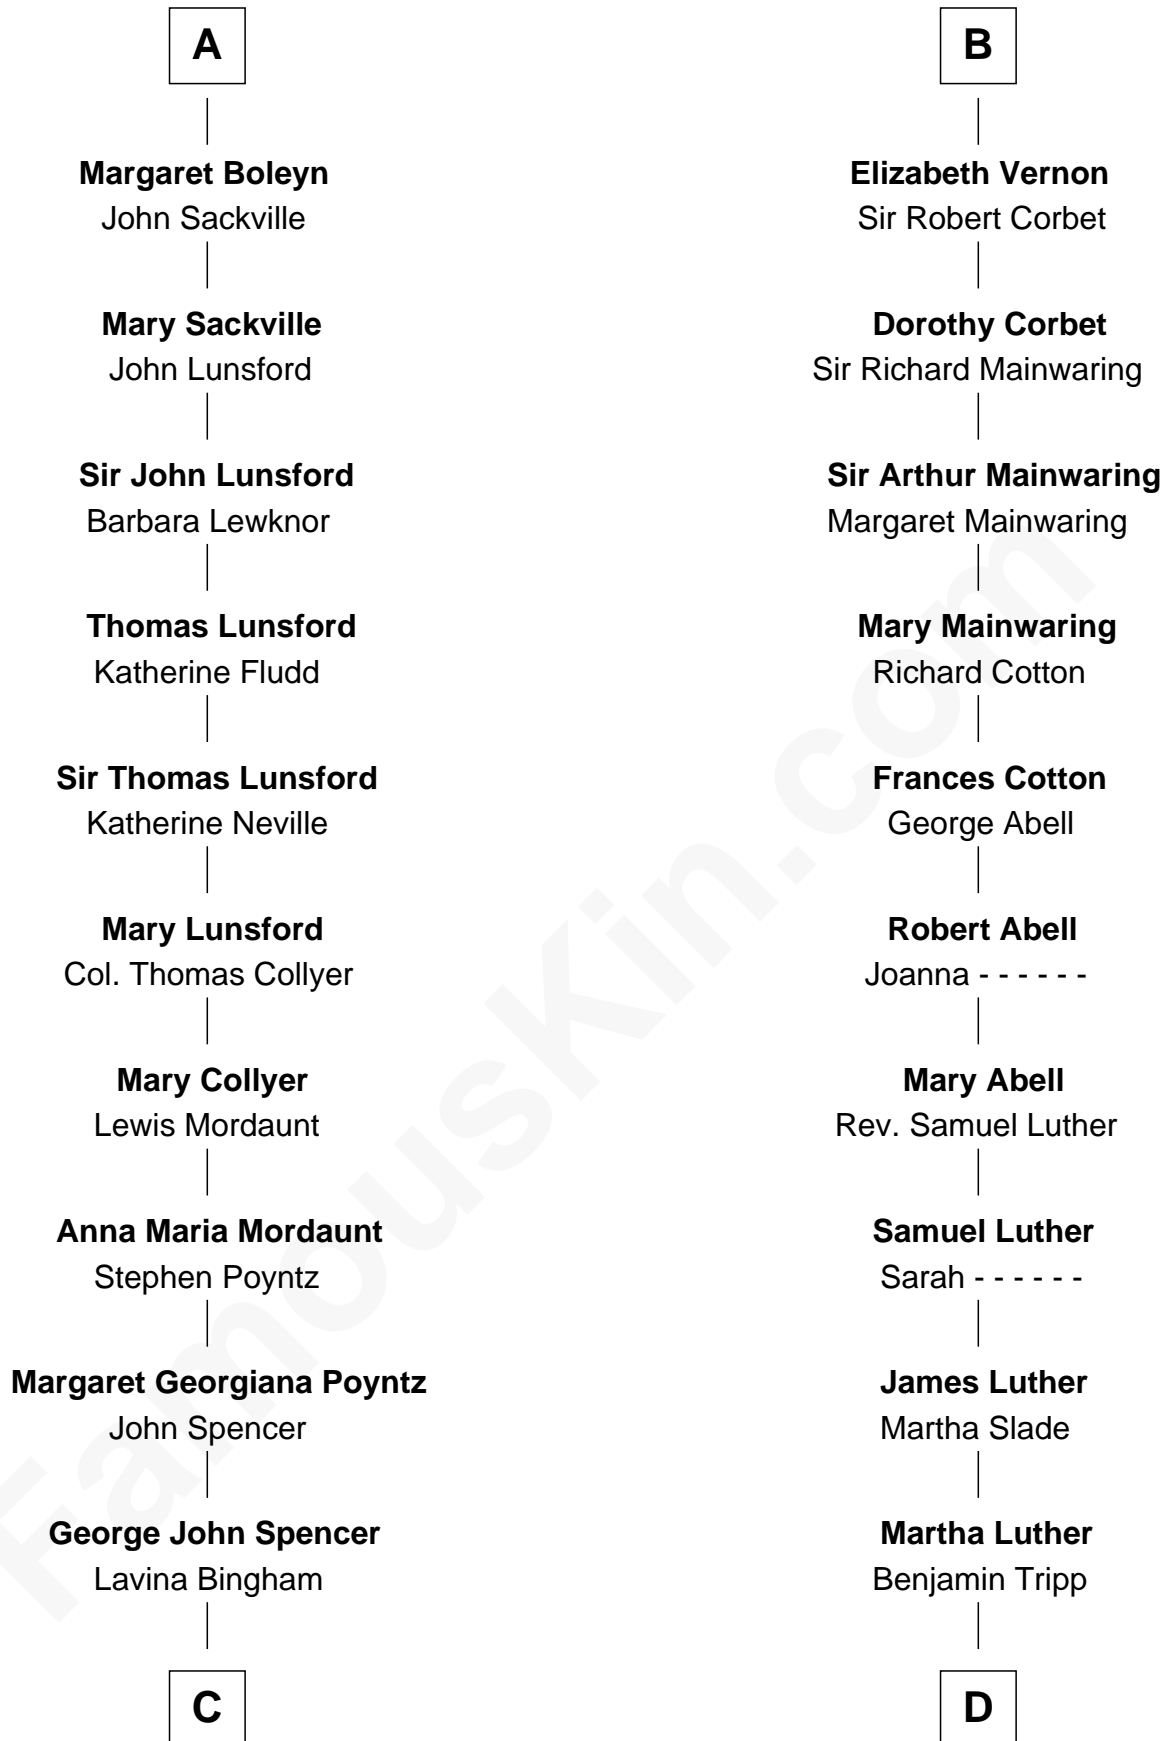 A
Margaret Boleyn
John Sackville
Mary Sackville
John Lunsford
Sir John Lunsford
Barbara Lewknor
Thomas Lunsford
Katherine Fludd
Sir Thomas Lunsford
Katherine Neville
Mary Lunsford
Col. Thomas Collyer
Mary Collyer
Lewis Mordaunt
Anna Maria Mordaunt
Stephen Poyntz
Margaret Georgiana Poyntz
John Spencer
George John Spencer
Lavina Bingham
C
B
Elizabeth Vernon
Sir Robert Corbet
Dorothy Corbet
Sir Richard Mainwaring
Sir Arthur Mainwaring
Margaret Mainwaring
Mary Mainwaring
Richard Cotton
Frances Cotton
George Abell
Robert Abell
Joanna - - - - - -
Mary Abell
Rev. Samuel Luther
Samuel Luther
Sarah - - - - - -
James Luther
Martha Slade
Martha Luther
Benjamin Tripp
D
FamousKin.com